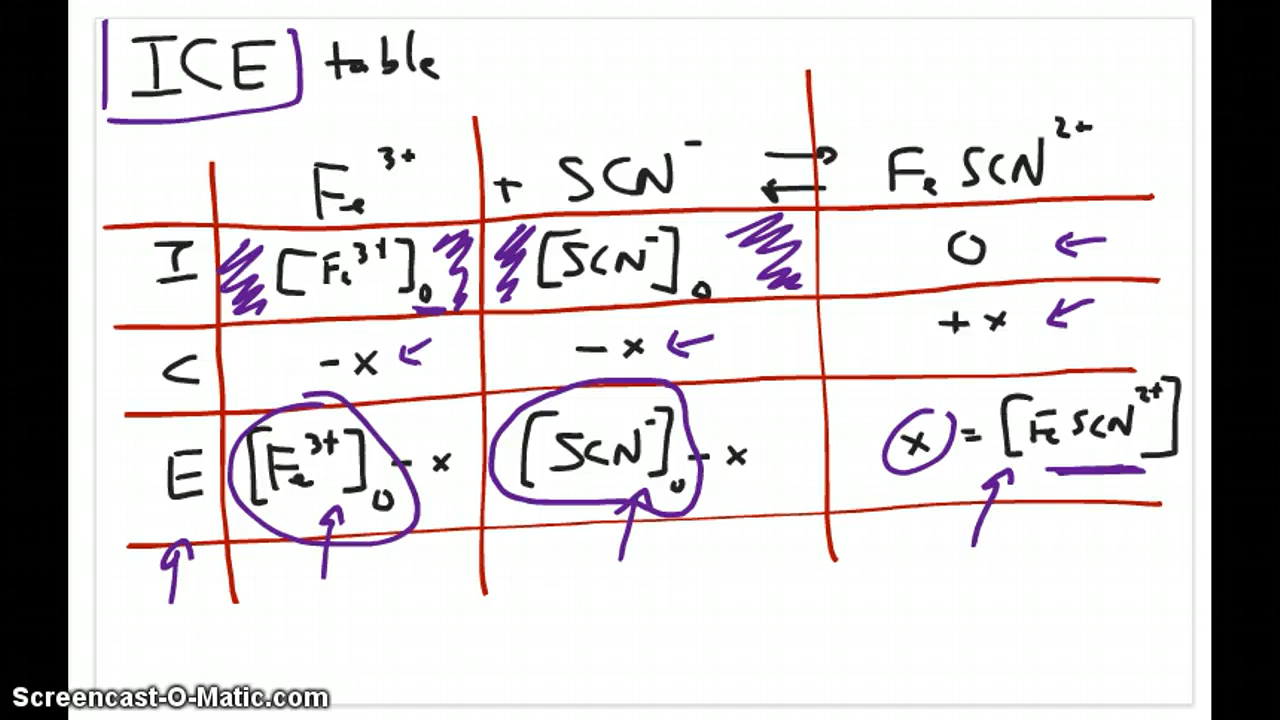 ICE table
Fe³⁺ + SCN⁻ ⇌ FeSCN²⁺
I [Fe³⁺]₀ [SCN⁻]₀ 0
C -x -x +x
E [Fe³⁺]₀ - x [SCN⁻]₀ - x x = [FeSCN²⁺]
Screencast-O-Matic.com